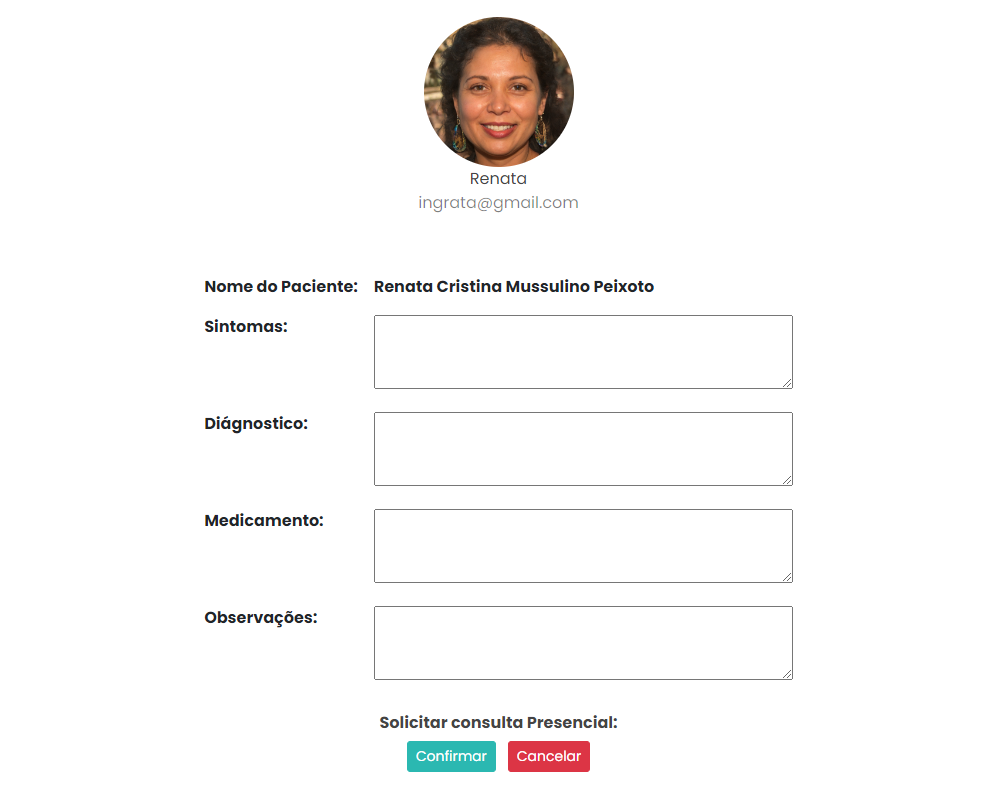 Renata
ingrata@gmail.com
Nome do Paciente: Renata Cristina Mussulino Peixoto
Sintomas:
Diágnostico:
Medicamento:
Observações:
Solicitar consulta Presencial:
Confirmar Cancelar